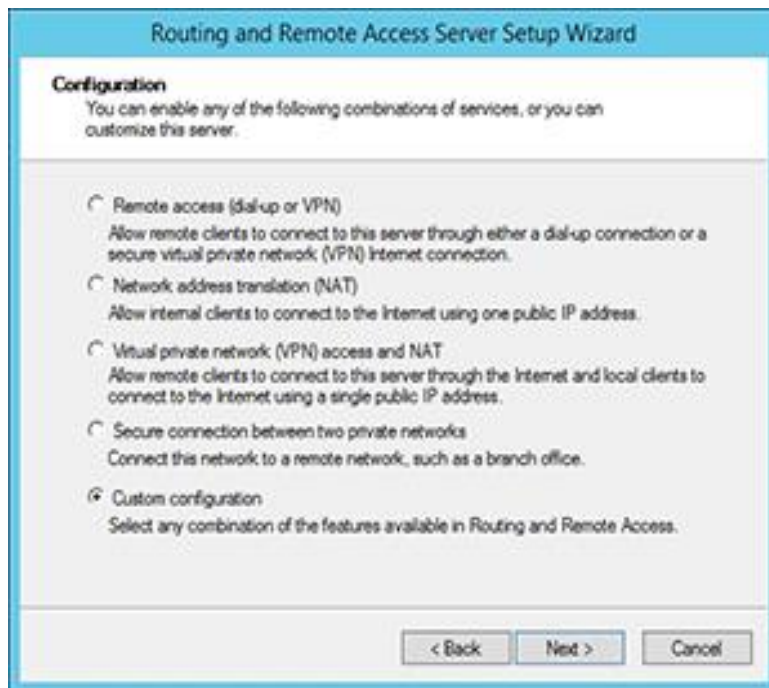 Routing and Remote Access Server Setup Wizard
Configuration
You can enable any of the following combinations of services, or you can
customize this server.
Remote access (dial-up or VPN)
Allow remote clients to connect to this server through either a dial-up connection or a
secure virtual private network (VPN) Internet connection.
Network address translation (NAT)
Allow internal clients to connect to the Internet using one public IP address.
Virtual private network (VPN) access and NAT
Allow remote clients to connect to this server through the Internet and local clients to
connect to the Internet using a single public IP address.
Secure connection between two private networks
Connect this network to a remote network, such as a branch office.
Custom configuration
Select any combination of the features available in Routing and Remote Access.
< Back Next > Cancel